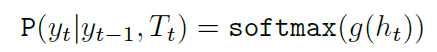 P(y_t|y_{t−1}, T_t) = softmax(g(h_t))